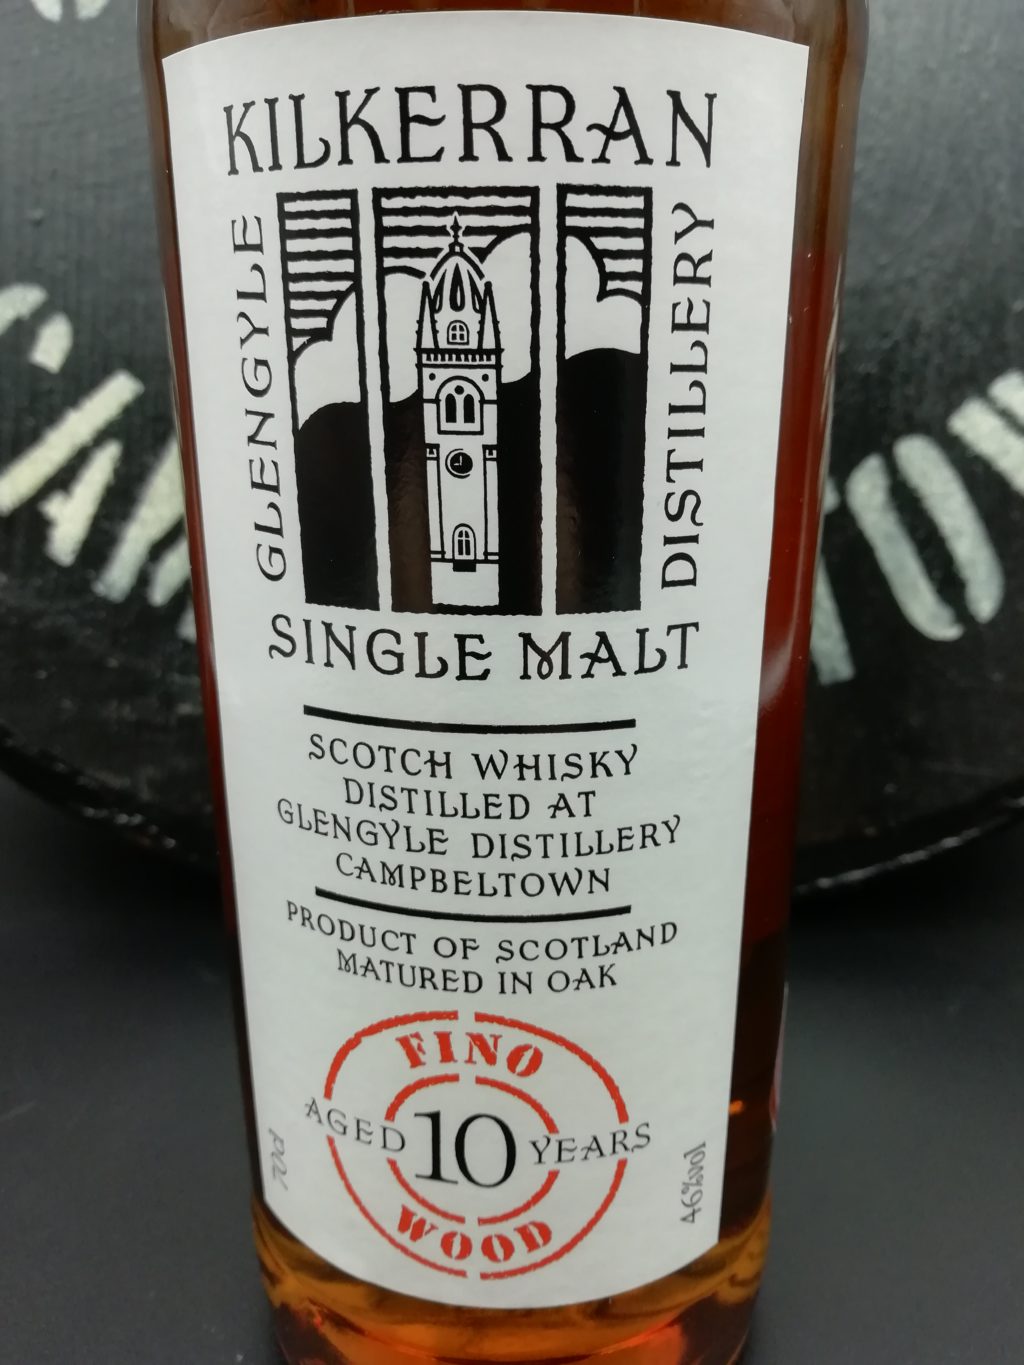 KILKERRAN
GLENGYLE
DISTILLERY
SINGLE MALT
SCOTCH WHISKY
DISTILLED AT
GLENGYLE DISTILLERY
CAMPBELTOWN
PRODUCT OF SCOTLAND
MATURED IN OAK
FINO
AGED 10 YEARS
WOOD
70cl
46%vol